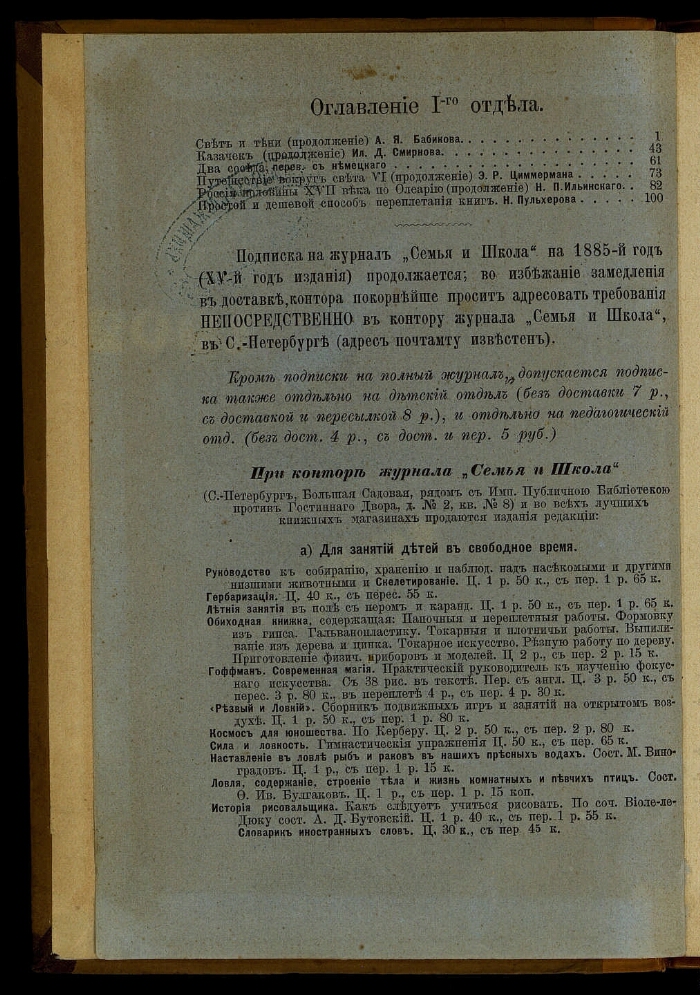 Оглавленіе I-го отдѣла.
Свѣтъ и тѣни (продолженіе) А. Я. Бабикова. . . . . . . . . . . . . . . 1
Казачекъ (продолженіе) Ил. Д. Смирнова. . . . . . . . . . . . . . . . 43
Два сосѣда, перев. съ нѣмецкаго . . . . . . . . . . . . . . . . . . . 61
Путешествіе вокругъ свѣта VI (продолженіе) Э. Р. Циммермана . . . . . 73
Россія половины XVII вѣка по Олеарію (продолженіе) Н. П. Ильинскаго. . 82
Простой и дешевой способъ переплетанія книгъ. Н. Пульхерова . . . . . 100
Подписка на журналъ „Семья и Школа“ на 1885-й годъ
(XV-й годъ изданія) продолжается; во избѣжаніе замедленія
въ доставкѣ, контора покорнѣйше проситъ адресовать требованія
НЕПОСРЕДСТВЕННО въ контору журнала „Семья и Школа“,
въ С.-Петербургѣ (адресъ почтамту извѣстенъ).
Кромѣ подписки на полный журналъ, допускается подпис-
ка также отдѣльно на дѣтскій отдѣлъ (безъ доставки 7 р.,
съ доставкой и пересылкой 8 р.), и отдѣльно на педагогическій
отд. (безъ дост. 4 р., съ дост. и пер. 5 руб.)
При конторѣ журнала „Семья и Школа“
(С.-Петербургъ, Большая Садовая, рядомъ съ Имп. Публичною Библіотекою
противъ Гостиннаго Двора, д. № 2, кв. № 8) и во всѣхъ лучшихъ
книжныхъ магазинахъ продаются изданія редакціи:
а) Для занятій дѣтей въ свободное время.
Руководство къ собиранію, храненію и наблюд. надъ насѣкомыми и другими
низшими животными и Скелетированіе. Ц. 1 р. 50 к., съ пер. 1 р. 65 к.
Гербаризація. Ц. 40 к., съ перес. 55 к.
Лѣтнія занятія въ полѣ съ перомъ и каранд. Ц. 1 р. 50 к., съ пер. 1 р. 65 к.
Обиходная книжка, содержащая: Папочныя и переплетныя работы. Формовку
изъ гипса. Гальванопластику. Токарныя и плотничьи работы. Выпили-
ваніе изъ дерева и цинка. Токарное искусство. Рѣзную работу по дереву.
Приготовленіе физич. приборовъ и моделей. Ц 2 р., съ пер. 2 р. 15 к.
Гоффманъ. Современная магія. Практическій руководитель къ изученію фокус-
наго искусства. Съ 38 рис. въ текстѣ. Пер. съ англ. Ц. 3 р. 50 к., съ
перес. 3 р. 80 к., въ переплетѣ 4 р., съ пер. 4 р. 30 к.
«Рѣзвый и Ловкій». Сборникъ подвижныхъ игръ и занятій на открытомъ воз-
духѣ. Ц. 1 р. 50 к., съ пер. 1 р. 80 к.
Космосъ для юношества. По Керберу. Ц. 2 р. 50 к., съ пер. 2 р. 80 к.
Сила и ловкость. Гимнастическія упражненія Ц. 50 к., съ пер. 65 к.
Наставленіе въ ловлѣ рыбъ и раковъ въ нашихъ прѣсныхъ водахъ. Сост. М. Вино-
градовъ. Ц. 1 р., съ пер. 1 р. 15 к.
Ловля, содержаніе, строеніе тѣла и жизнь комнатныхъ и пѣвчихъ птицъ. Сост.
Ѳ. Ив. Булгаковъ. Ц. 1 р., съ пер. 1 р. 15 коп.
Исторія рисовальщика. Какъ слѣдуетъ учиться рисовать. По соч. Віоле-ле-
Дюку сост. А. Д. Бутовскій. Ц. 1 р. 40 к., съ пер. 1 р. 55 к.
Словарикъ иностранныхъ словъ. Ц. 30 к., съ пер 45 к.